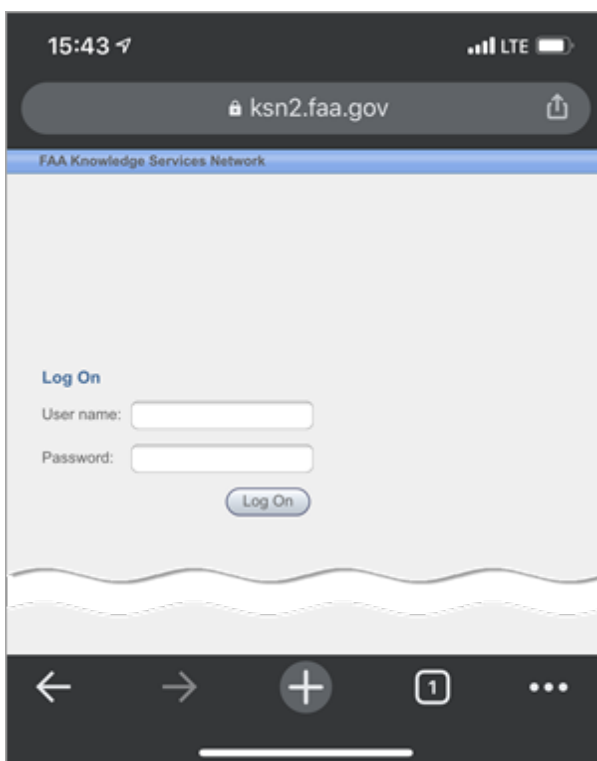 15:43 LTE
ksn2.faa.gov
FAA Knowledge Services Network
Log On
User name:
Password:
Log On
1